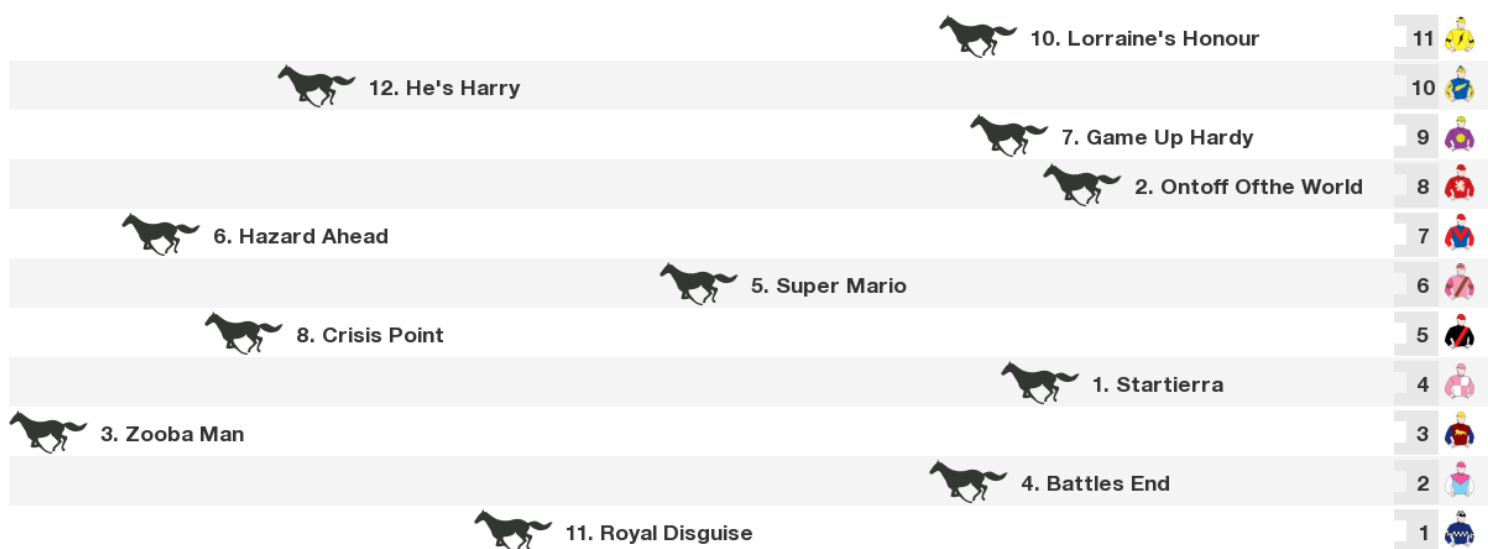 10. Lorraine's Honour 11
12. He's Harry 10
7. Game Up Hardy 9
2. Ontoff Ofthe World 8
6. Hazard Ahead 7
5. Super Mario 6
8. Crisis Point 5
1. Startierra 4
3. Zooba Man 3
4. Battles End 2
11. Royal Disguise 1